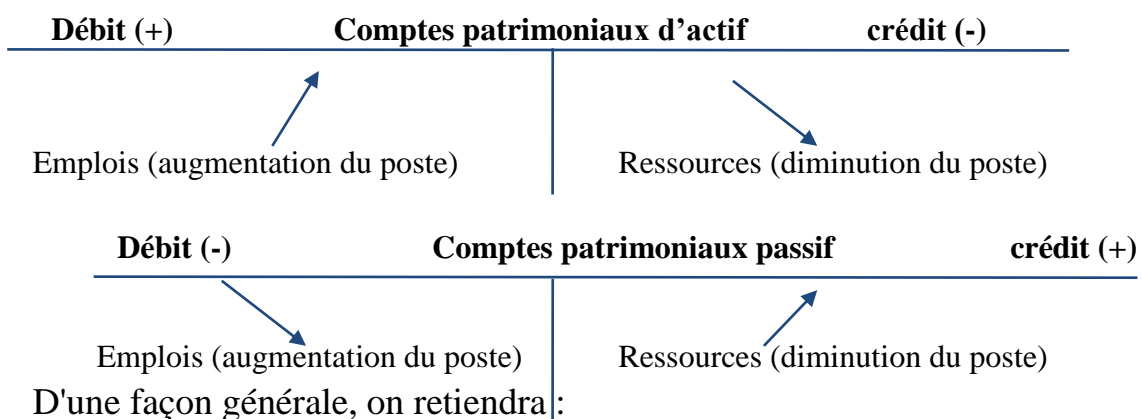 Débit (+) Comptes patrimoniaux d’actif crédit (-)
Emplois (augmentation du poste) Ressources (diminution du poste)
Débit (-) Comptes patrimoniaux passif crédit (+)
Emplois (augmentation du poste) Ressources (diminution du poste)
D'une façon générale, on retiendra :